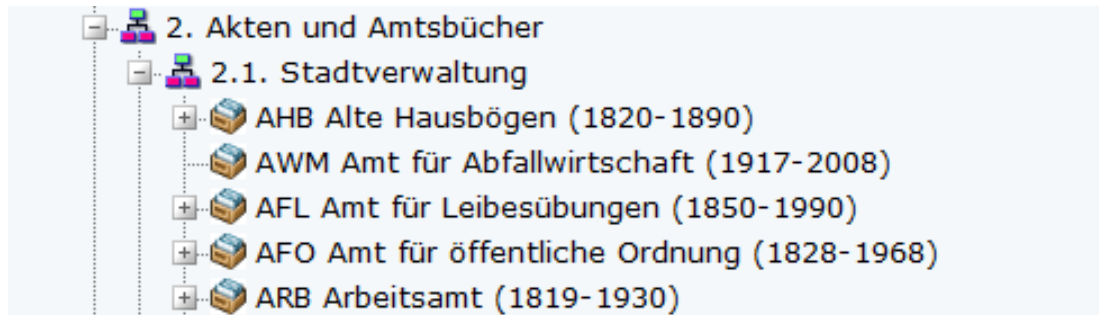 2. Akten und Amtsbücher
2.1. Stadtverwaltung
AHB Alte Hausbögen (1820-1890)
AWM Amt für Abfallwirtschaft (1917-2008)
AFL Amt für Leibesübungen (1850-1990)
AFO Amt für öffentliche Ordnung (1828-1968)
ARB Arbeitsamt (1819-1930)